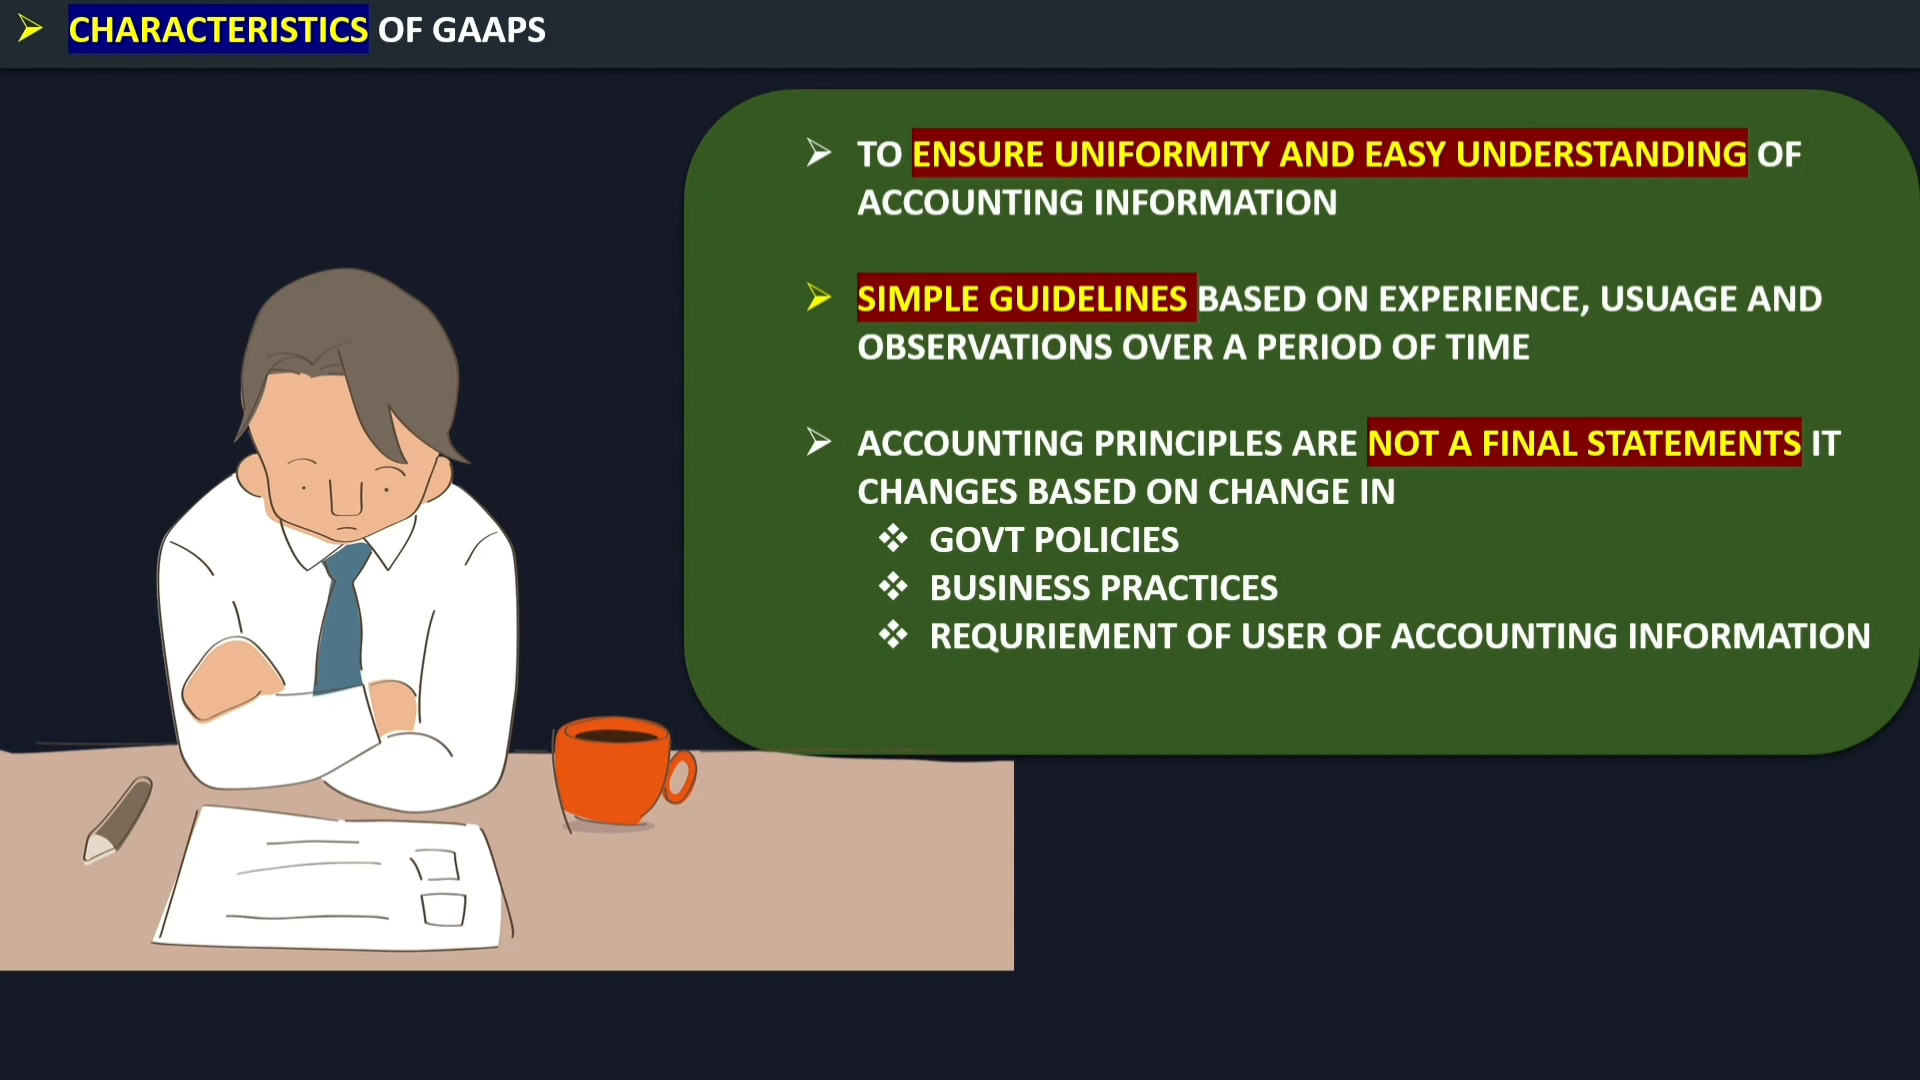 CHARACTERISTICS OF GAAPS
TO ENSURE UNIFORMITY AND EASY UNDERSTANDING OF
ACCOUNTING INFORMATION
SIMPLE GUIDELINES BASED ON EXPERIENCE, USUAGE AND
OBSERVATIONS OVER A PERIOD OF TIME
ACCOUNTING PRINCIPLES ARE NOT A FINAL STATEMENTS IT
CHANGES BASED ON CHANGE IN
GOVT POLICIES
BUSINESS PRACTICES
REQURIEMENT OF USER OF ACCOUNTING INFORMATION